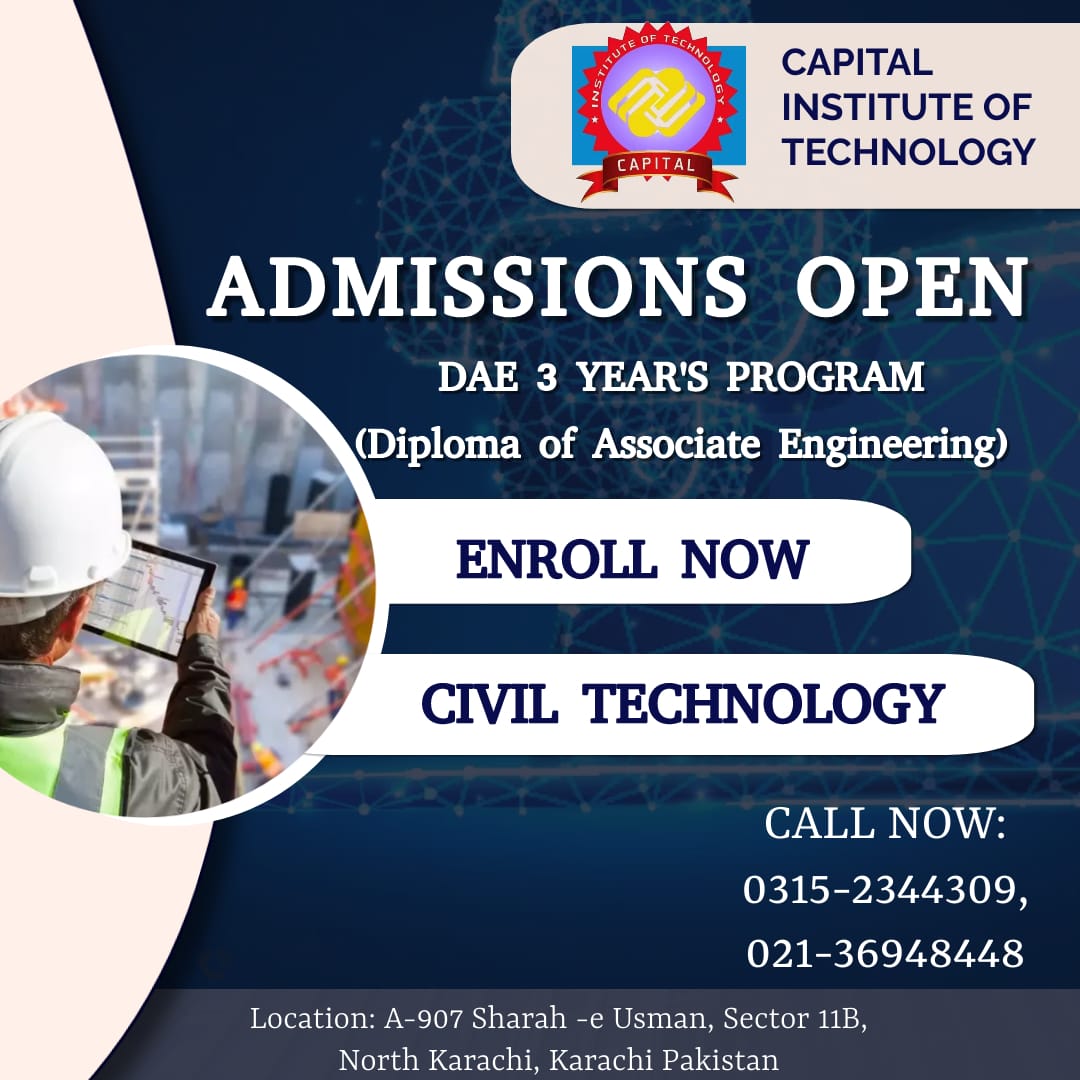 INSTITUTE OF TECHNOLOGY
CAPITAL
CAPITAL
INSTITUTE OF
TECHNOLOGY
ADMISSIONS OPEN
DAE 3 YEAR'S PROGRAM
(Diploma of Associate Engineering)
ENROLL NOW
CIVIL TECHNOLOGY
CALL NOW:
0315-2344309,
021-36948448
Location: A-907 Sharah -e Usman, Sector 11B,
North Karachi, Karachi Pakistan